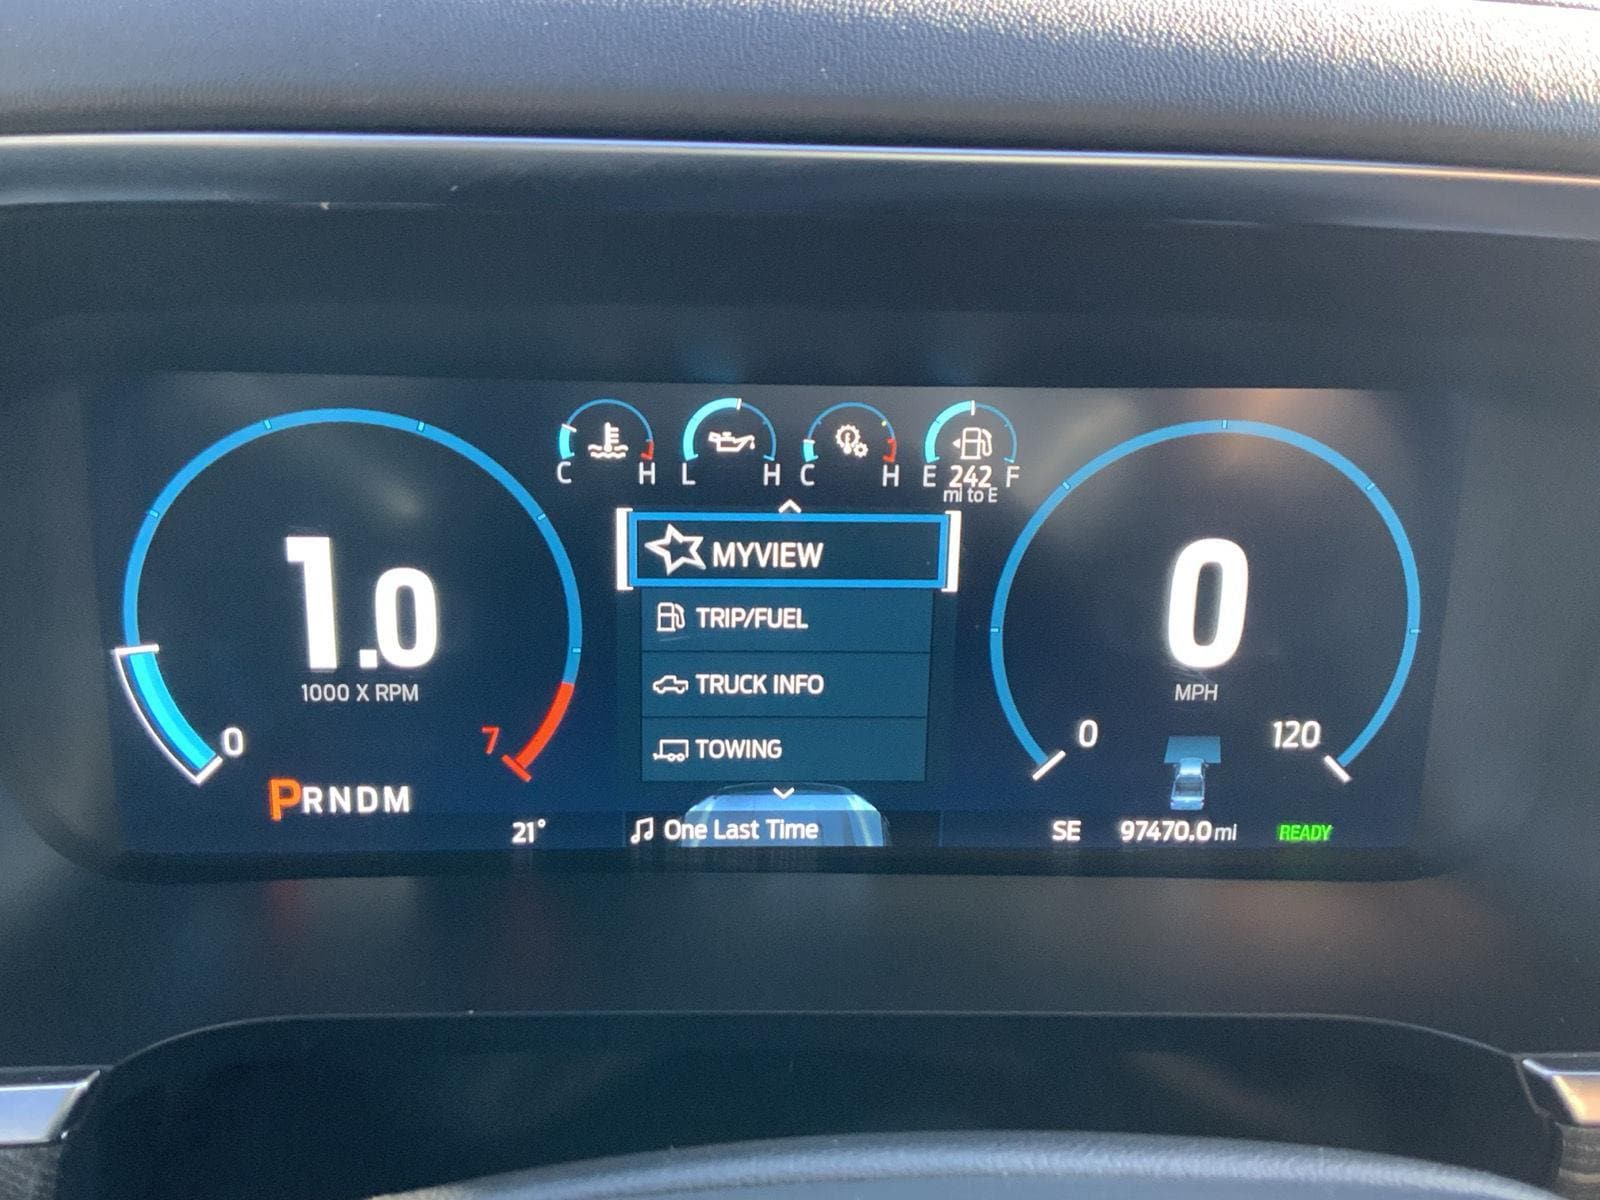 C H
L H
C H
E F
242
mi to E
MYVIEW
TRIP/FUEL
TRUCK INFO
TOWING
1.0
1000 X RPM
0 7
PRNDM
21°
One Last Time
0
MPH
0 120
SE 97470.0 mi READY